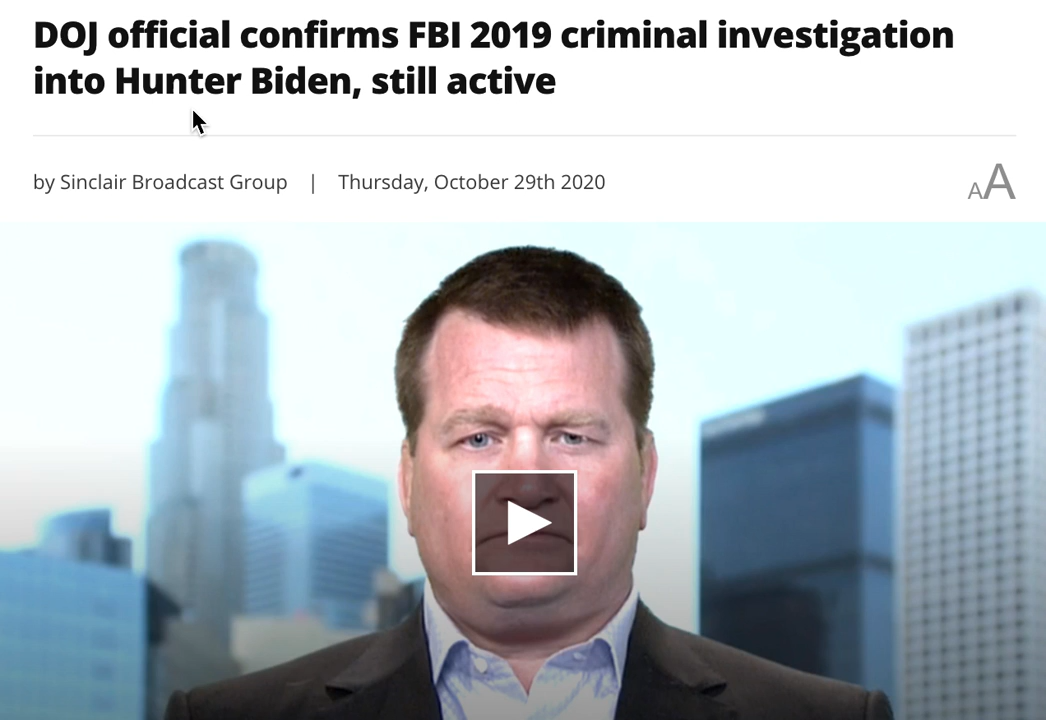 DOJ official confirms FBI 2019 criminal investigation
into Hunter Biden, still active
by Sinclair Broadcast Group | Thursday, October 29th 2020
AA